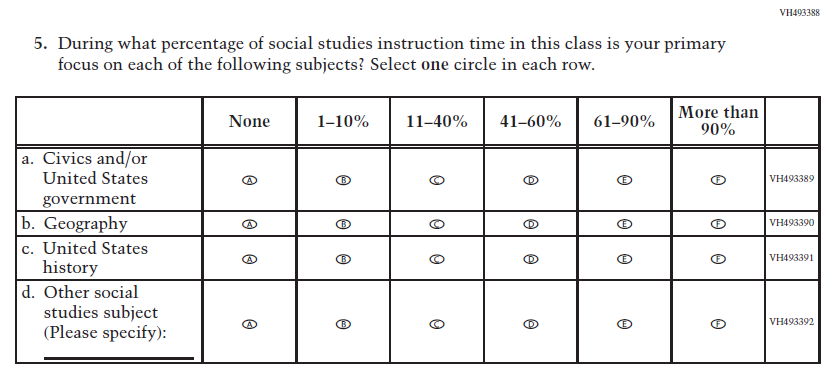 VH493388
5. During what percentage of social studies instruction time in this class is your primary
focus on each of the following subjects? Select one circle in each row.
None 1–10% 11–40% 41–60% 61–90% More than
90%
a. Civics and/or
United States
government
A B C D E F VH493389
b. Geography A B C D E F VH493390
c. United States
history
A B C D E F VH493391
d. Other social
studies subject
(Please specify):
A B C D E F VH493392